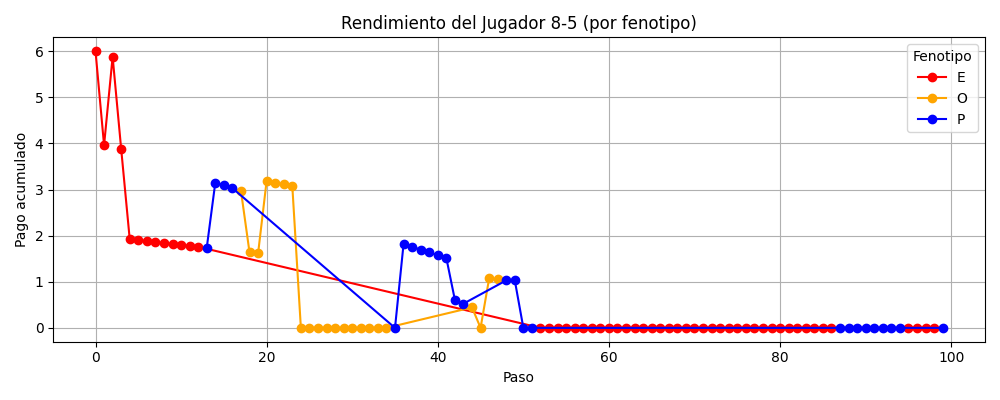 Rendimiento del Jugador 8-5 (por fenotipo)
Pago acumulado
6
5
4
3
2
1
0
Fenotipo
E
O
P
0 20 40 60 80 100
Paso